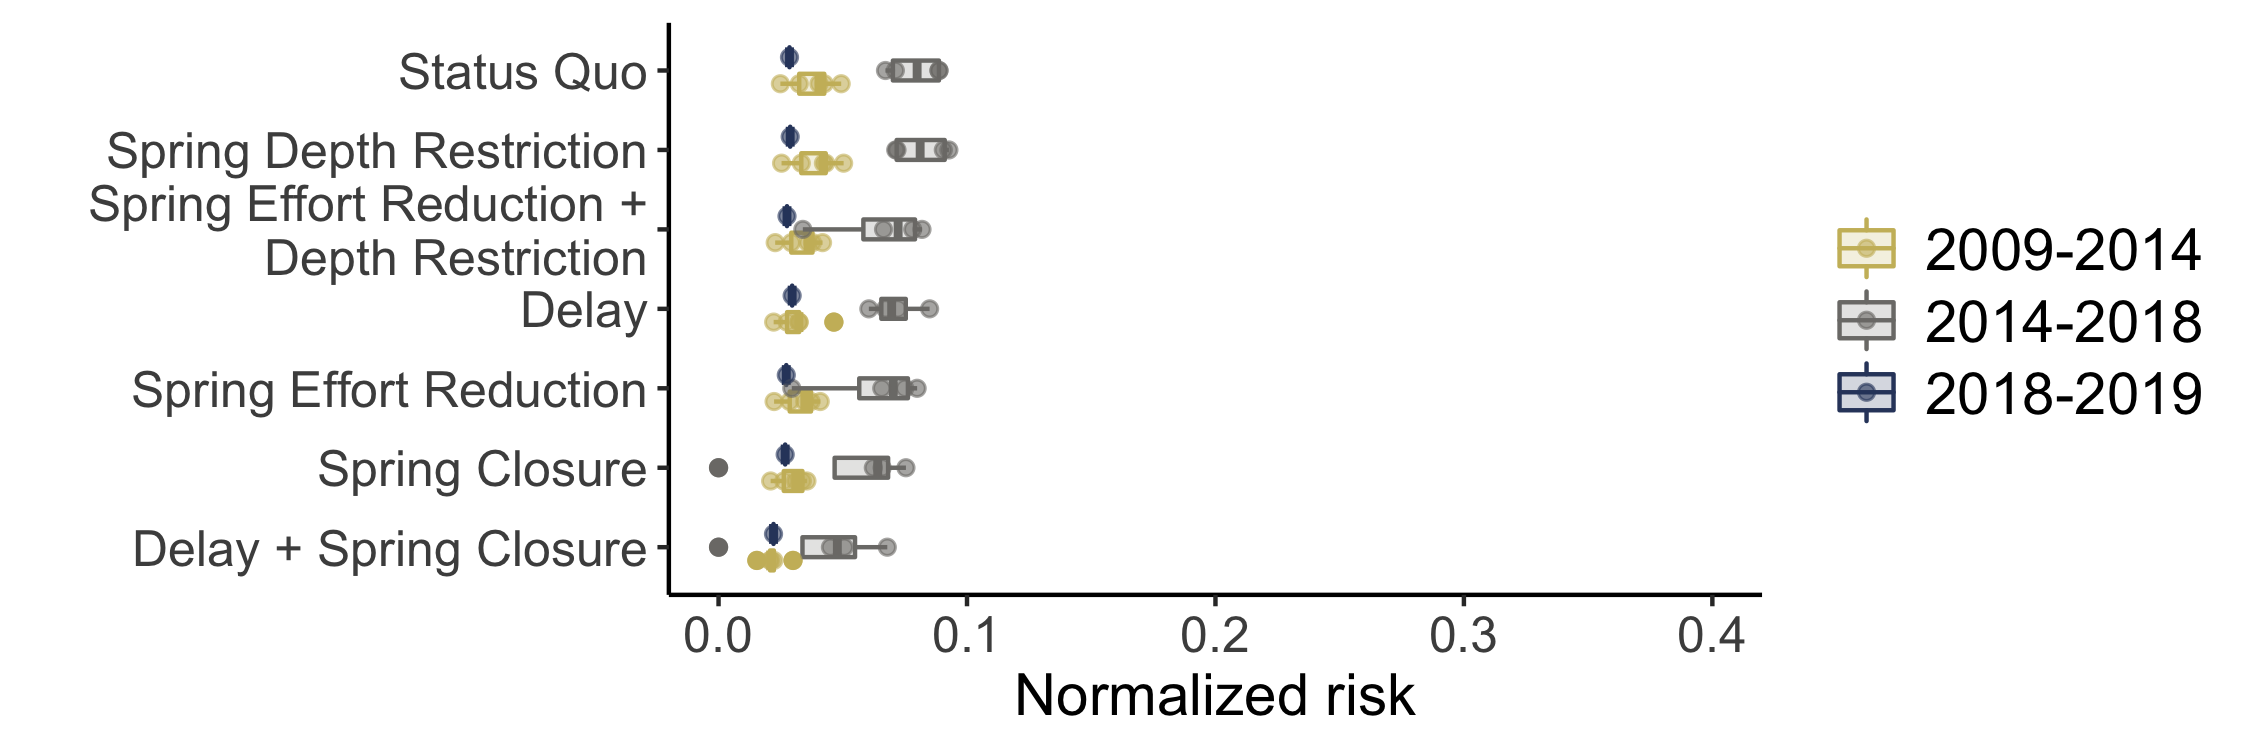 Status Quo
Spring Depth Restriction
Spring Effort Reduction +
Depth Restriction
Delay
Spring Effort Reduction
Spring Closure
Delay + Spring Closure
0.0 0.1 0.2 0.3 0.4
Normalized risk
2009-2014
2014-2018
2018-2019